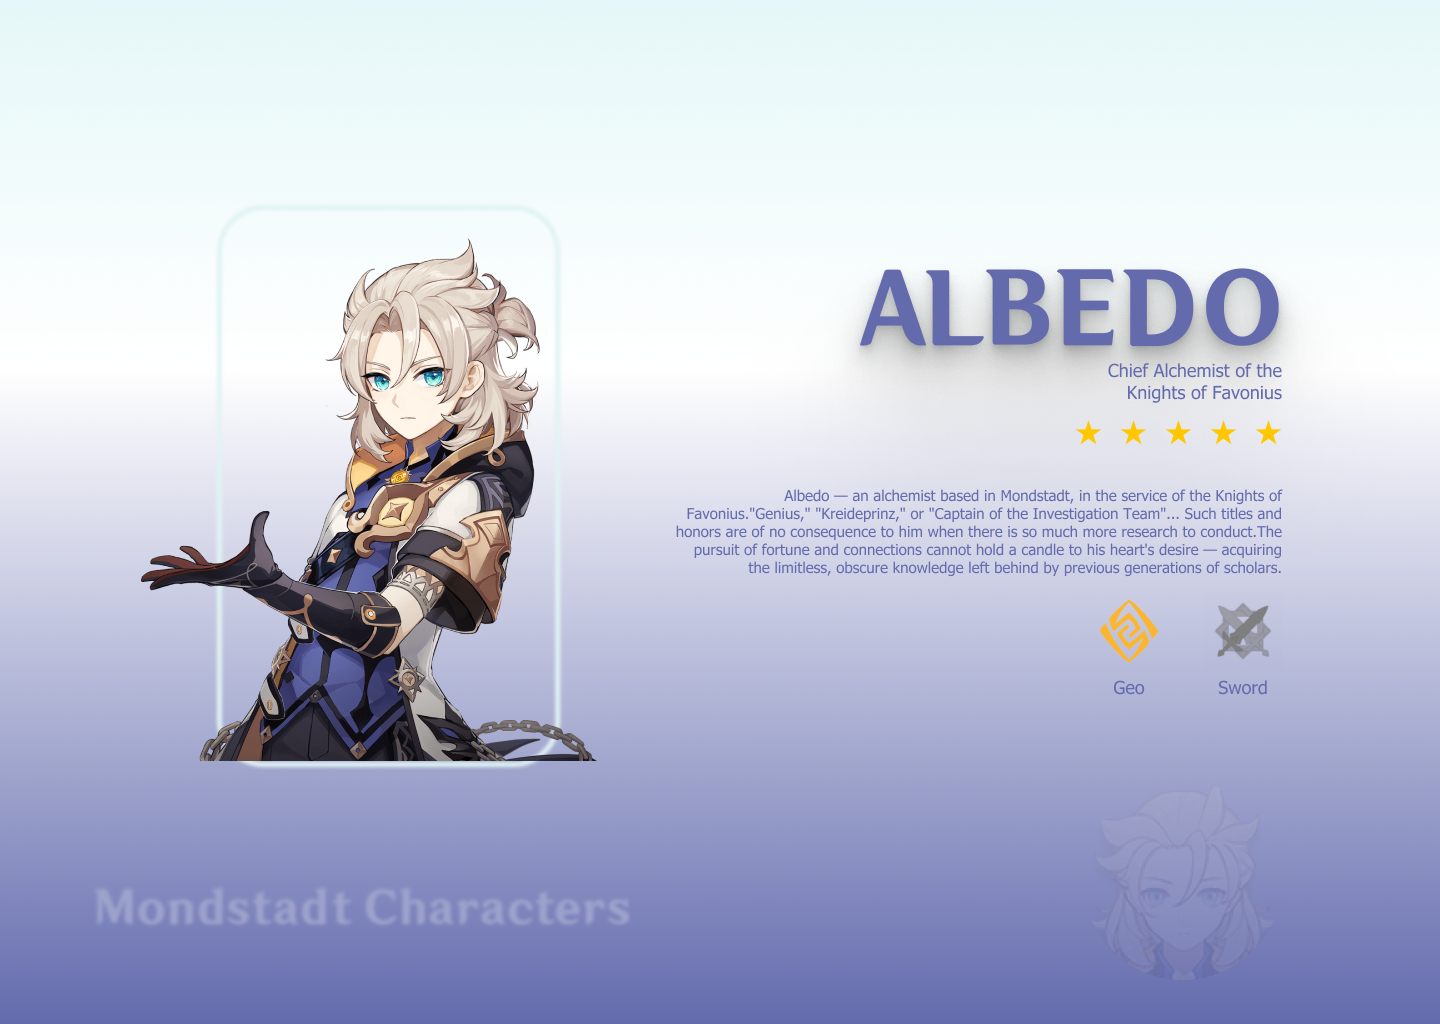 ALBEDO
Chief Alchemist of the
Knights of Favonius
Albedo — an alchemist based in Mondstadt, in the service of the Knights of
Favonius."Genius," "Kreideprinz," or "Captain of the Investigation Team"... Such titles and
honors are of no consequence to him when there is so much more research to conduct.The
pursuit of fortune and connections cannot hold a candle to his heart's desire — acquiring
the limitless, obscure knowledge left behind by previous generations of scholars.
Geo
Sword
Mondstadt Characters